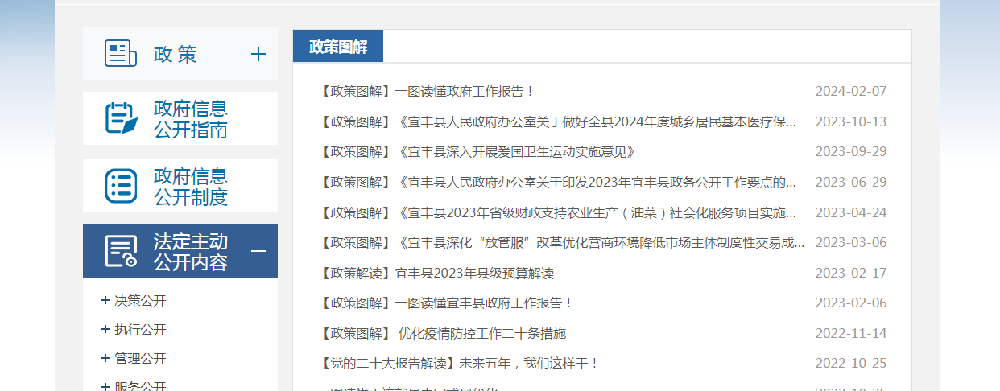 政 策
政府信息
公开指南
政府信息
公开制度
法定主动
公开内容
决策公开
执行公开
管理公开
服务公开
政策图解
【政策图解】一图读懂政府工作报告！ 2024-02-07
【政策图解】《宜丰县人民政府办公室关于做好全县2024年度城乡居民基本医疗保... 2023-10-13
【政策图解】《宜丰县深入开展爱国卫生运动实施意见》 2023-09-29
【政策图解】《宜丰县人民政府办公室关于印发2023年宜丰县政务公开工作要点的... 2023-06-29
【政策图解】《宜丰县2023年省级财政支持农业生产（油菜）社会化服务项目实施... 2023-04-24
【政策图解】《宜丰县深化“放管服”改革优化营商环境降低市场主体制度性交易成... 2023-03-06
【政策解读】宜丰县2023年县级预算解读 2023-02-17
【政策图解】一图读懂宜丰县政府工作报告！ 2023-02-06
【政策图解】 优化疫情防控工作二十条措施 2022-11-14
【党的二十大报告解读】未来五年，我们这样干！ 2022-10-25